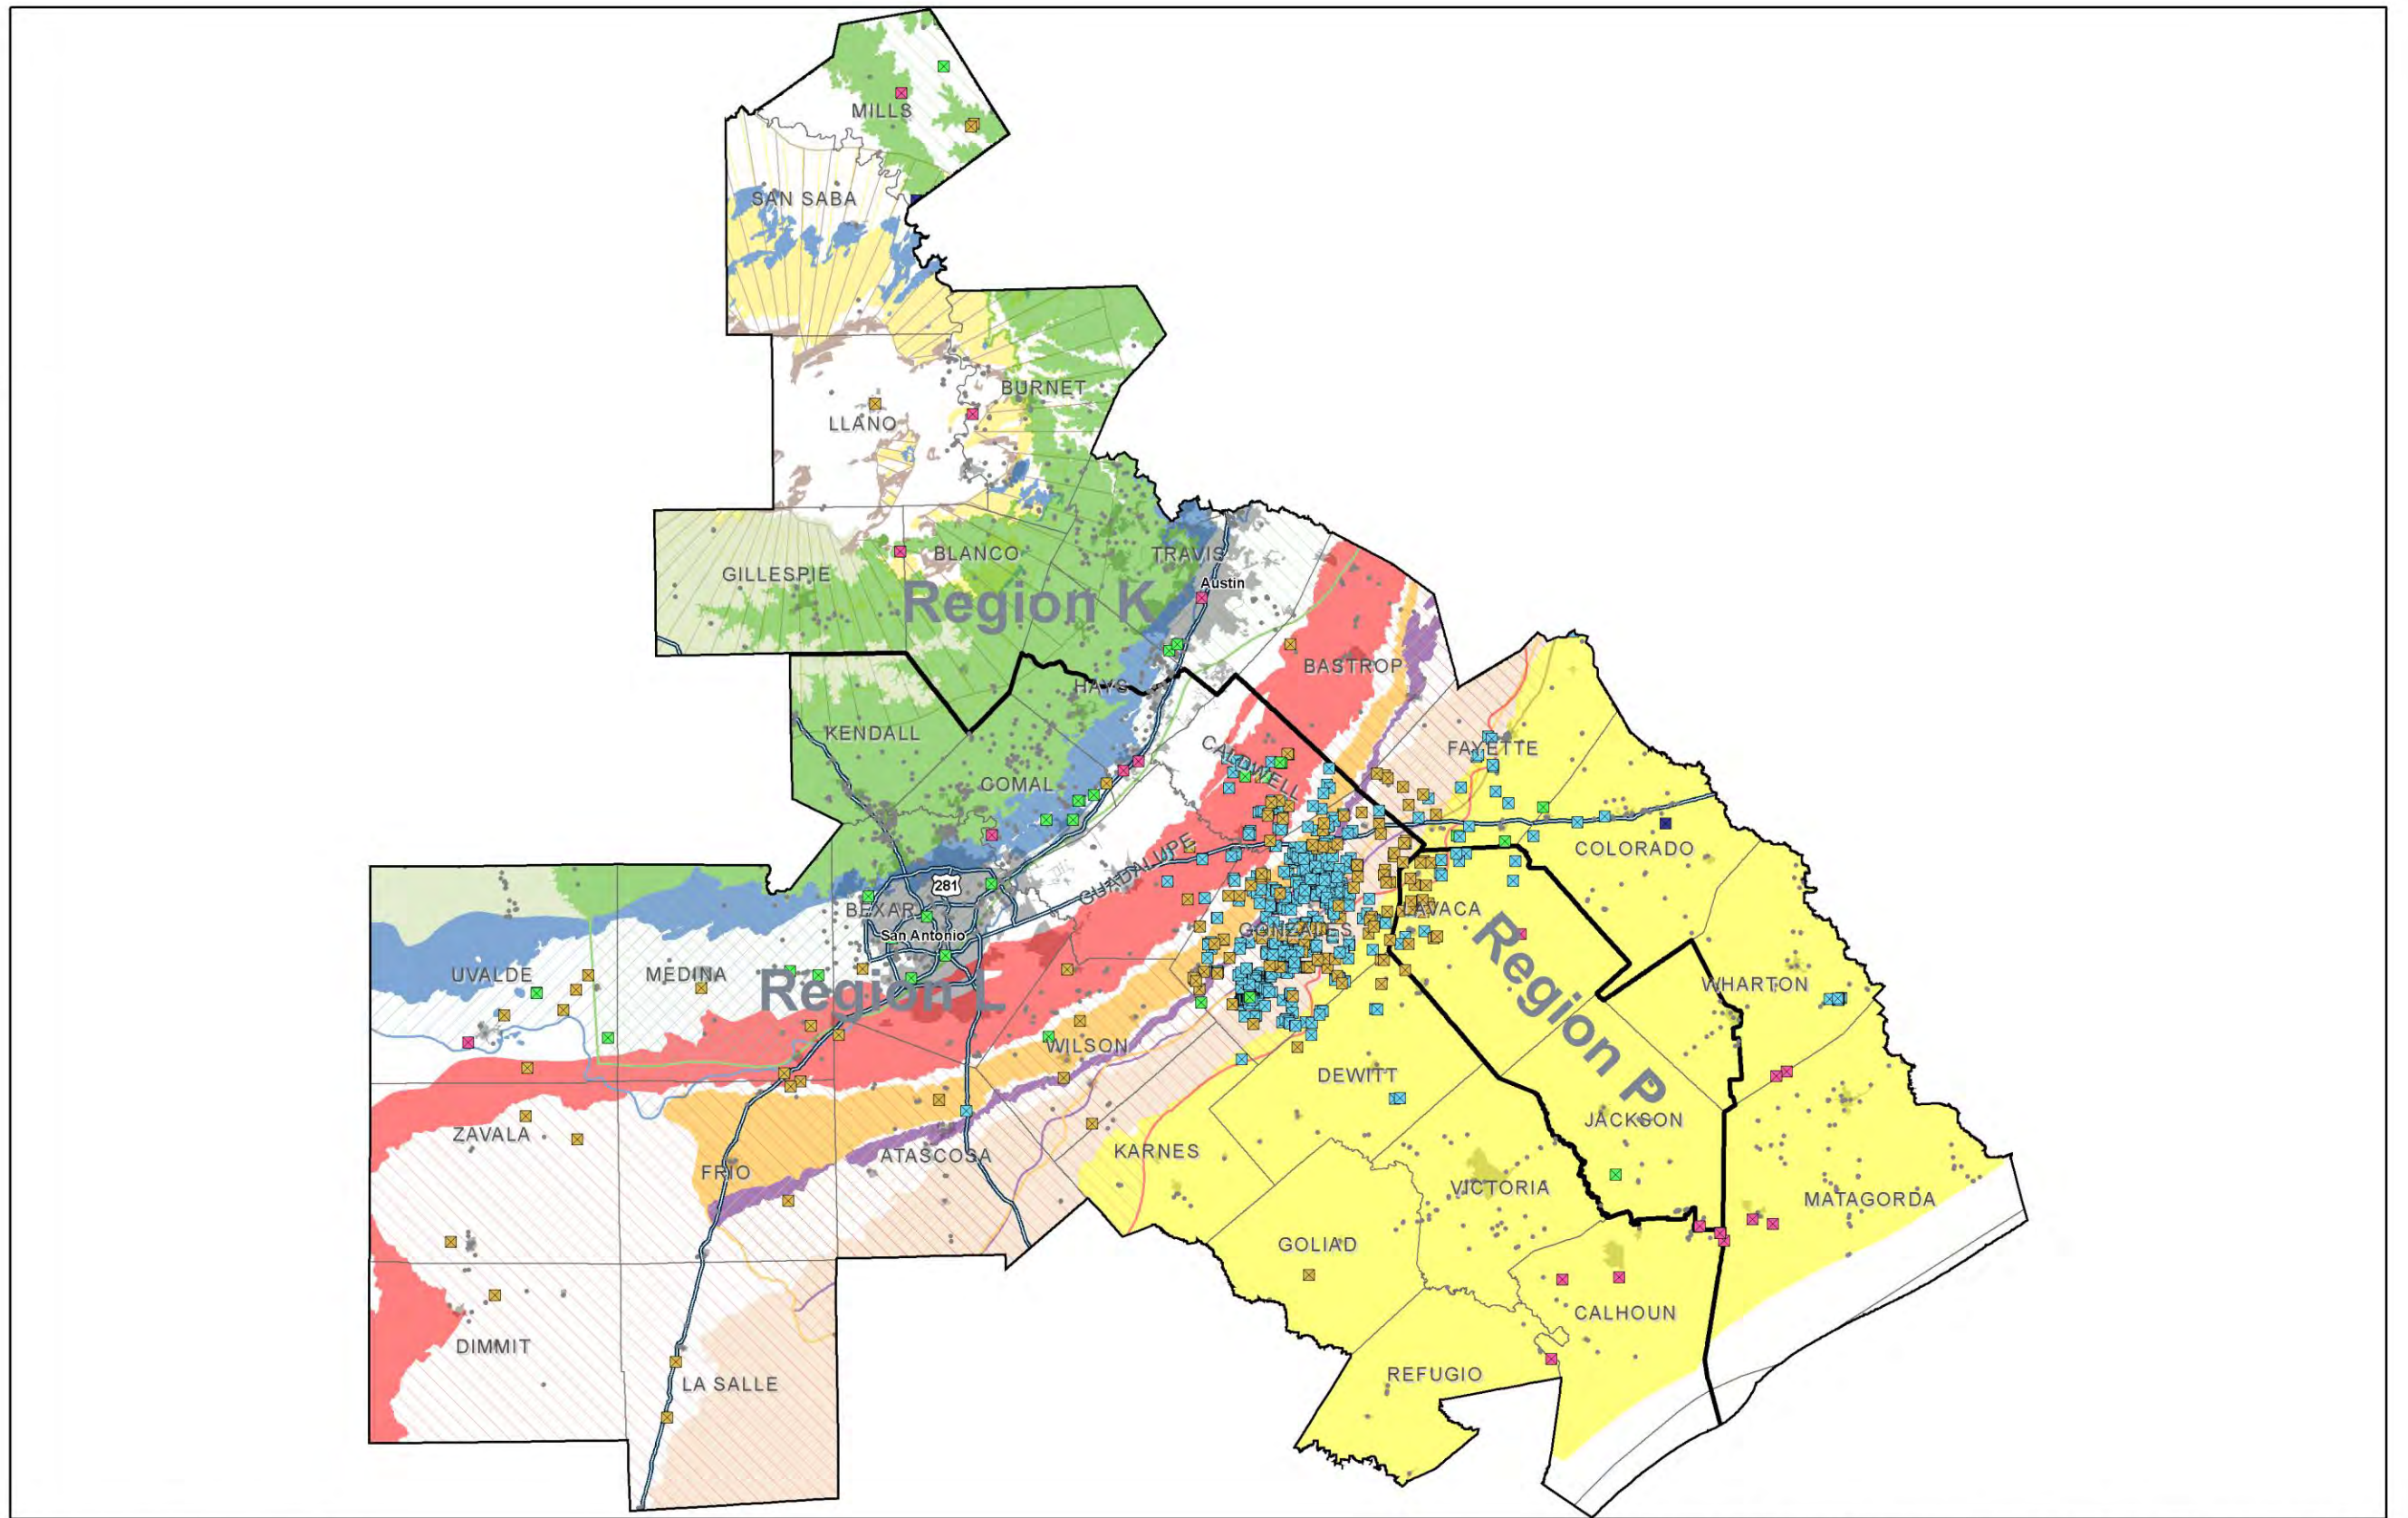 MILLS
SAN SABA
BURNET
LLANO
BLANCO
TRAVIS
GILLESPIE
Austin
Region K
BASTROP
HAYS
KENDALL
FAYETTE
CALDWELL
COMAL
COLORADO
GUADALUPE
281
BEXAR
LAVACA
San Antonio
GONZALES
UVALDE
MEDINA
Region L
WHARTON
Region P
WILSON
DEWITT
ZAVALA
JACKSON
FRIO
ATASCOSA
KARNES
VICTORIA
MATAGORDA
GOLIAD
CALHOUN
DIMMIT
LA SALLE
REFUGIO